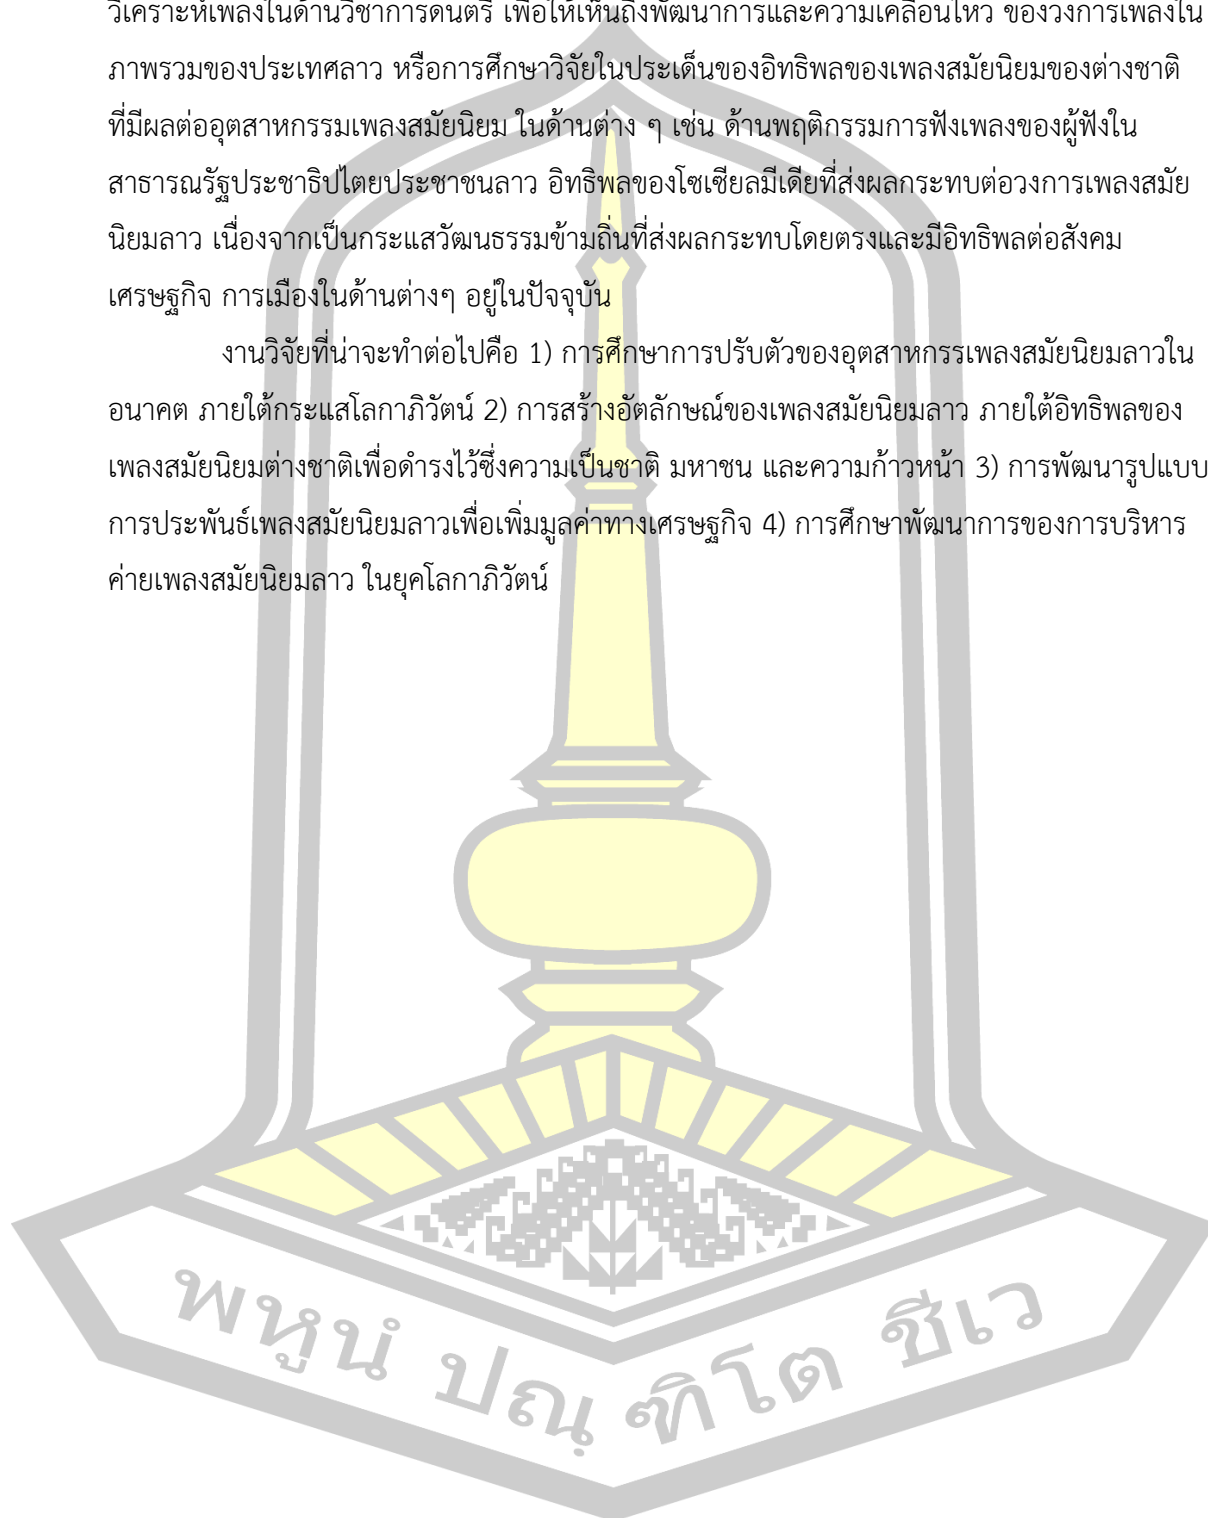 วิเคราะห์เพลงในด้านวิชาการดนตรี เพื่อให้เห็นถึงพัฒนาการและความเคลื่อนไหว ของวงการเพลงใน
ภาพรวมของประเทศลาว หรือการศึกษาวิจัยในประเด็นของอิทธิพลของเพลงสมัยนิยมของต่างชาติ
ที่มีผลต่ออุตสาหกรรมเพลงสมัยนิยม ในด้านต่าง ๆ เช่น ด้านพฤติกรรมการฟังเพลงของผู้ฟังใน
สาธารณรัฐประชาธิปไตยประชาชนลาว อิทธิพลของโซเซียลมีเดียที่ส่งผลกระทบต่อวงการเพลงสมัย
นิยมลาว เนื่องจากเป็นกระแสวัฒนธรรมข้ามถิ่นที่ส่งผลกระทบโดยตรงและมีอิทธิพลต่อสังคม
เศรษฐกิจ การเมืองในด้านต่างๆ อยู่ในปัจจุบัน
งานวิจัยที่น่าจะทำต่อไปคือ 1) การศึกษาการปรับตัวของอุตสาหกรรเพลงสมัยนิยมลาวใน
อนาคต ภายใต้กระแสโลกาภิวัตน์ 2) การสร้างอัตลักษณ์ของเพลงสมัยนิยมลาว ภายใต้อิทธิพลของ
เพลงสมัยนิยมต่างชาติเพื่อดำรงไว้ซึ่งความเป็นชาติ มหาชน และความก้าวหน้า 3) การพัฒนารูปแบบ
การประพันธ์เพลงสมัยนิยมลาวเพื่อเพิ่มมูลค่าทางเศรษฐกิจ 4) การศึกษาพัฒนาการของการบริหาร
ค่ายเพลงสมัยนิยมลาว ในยุคโลกาภิวัตน์
พหูนํ ปณฺฑิโต ชีเว